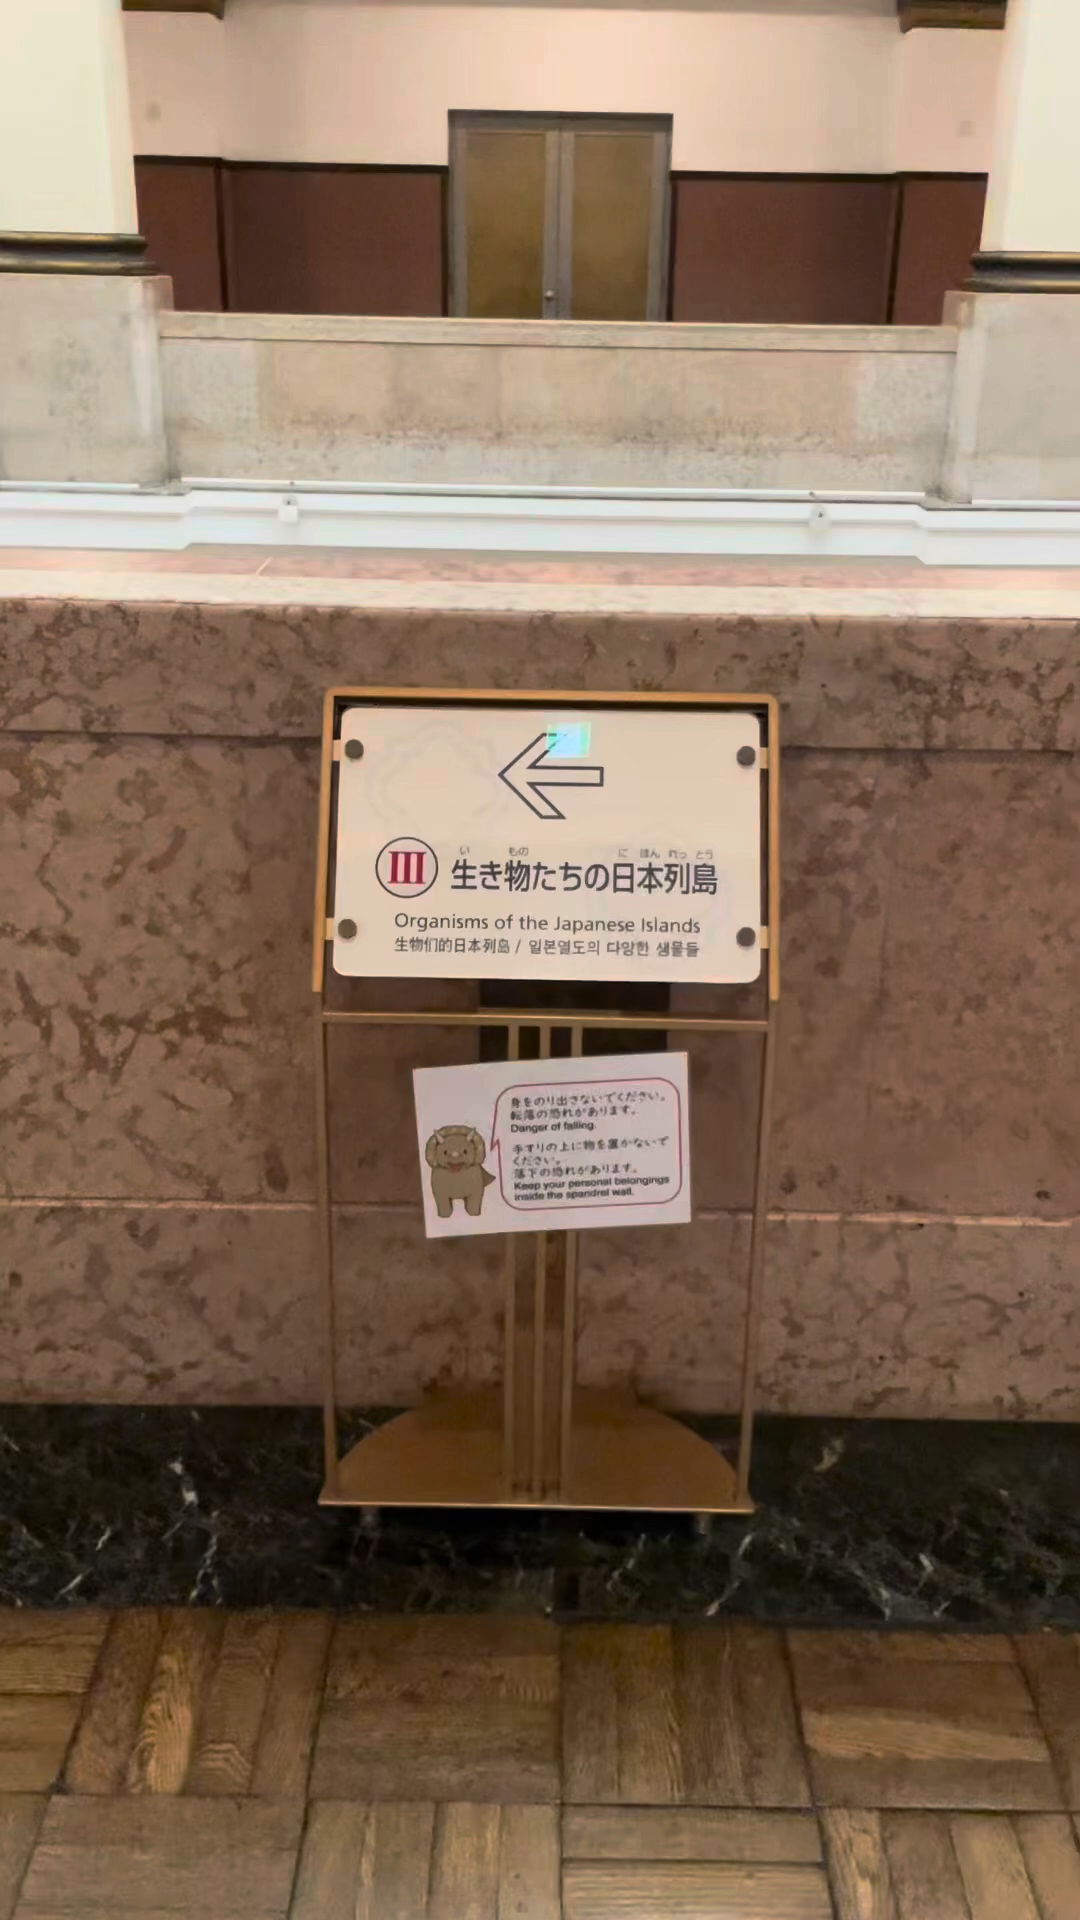 い もの に ほん れっ とう
III 生き物たちの日本列島
Organisms of the Japanese Islands
生物们的日本列岛 / 일본열도의 다양한 생물들
身をのり出さないでください。
転落の恐れがあります。
Danger of falling.
手すりの上に物を置かないで
ください。
落下の恐れがあります。
Keep your personal belongings
inside the spandrel wall.